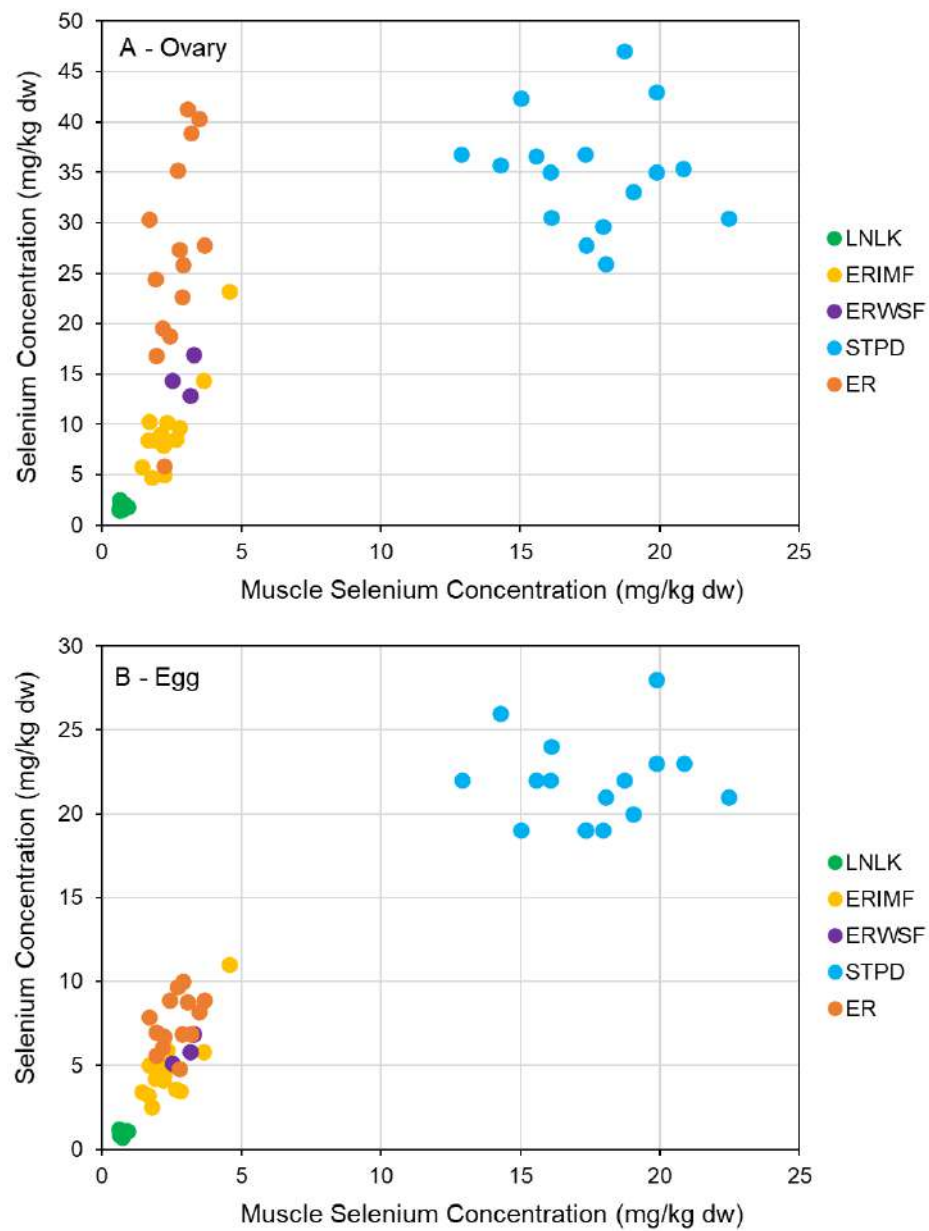 50
45
40
35
30
25
20
15
10
5
0
A - Ovary
Selenium Concentration (mg/kg dw)
0 5 10 15 20 25
Muscle Selenium Concentration (mg/kg dw)
LNLK
ERIMF
ERWSF
STPD
ER
30
25
20
15
10
5
0
B - Egg
Selenium Concentration (mg/kg dw)
0 5 10 15 20 25
Muscle Selenium Concentration (mg/kg dw)
LNLK
ERIMF
ERWSF
STPD
ER